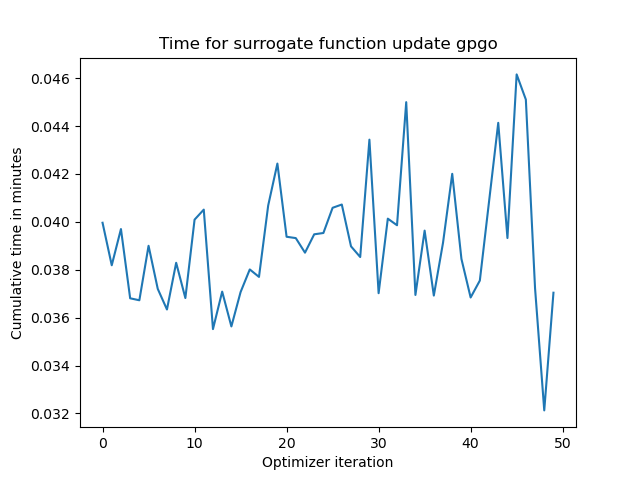 Time for surrogate function update gpgo
0.046
0.044
0.042
0.040
0.038
0.036
0.034
0.032
Cumulative time in minutes
0 10 20 30 40 50
Optimizer iteration